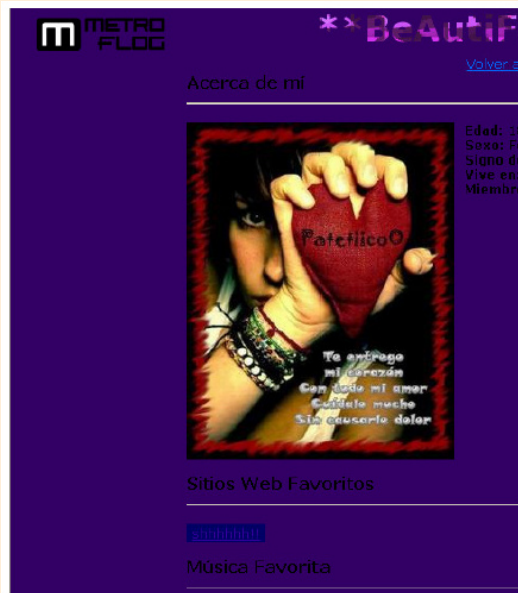 METRO
FLOG
**BeAutiF
Volver a
Acerca de mi
Edad: 1
Sexo: F
Signo d
Vive en
Miembr
PatetiicoO
Te entrego
mi corazón
Con todo mi amor
Cuidalo mucho
Sin causarle dolor
Sitios Web Favoritos
Música Favorita